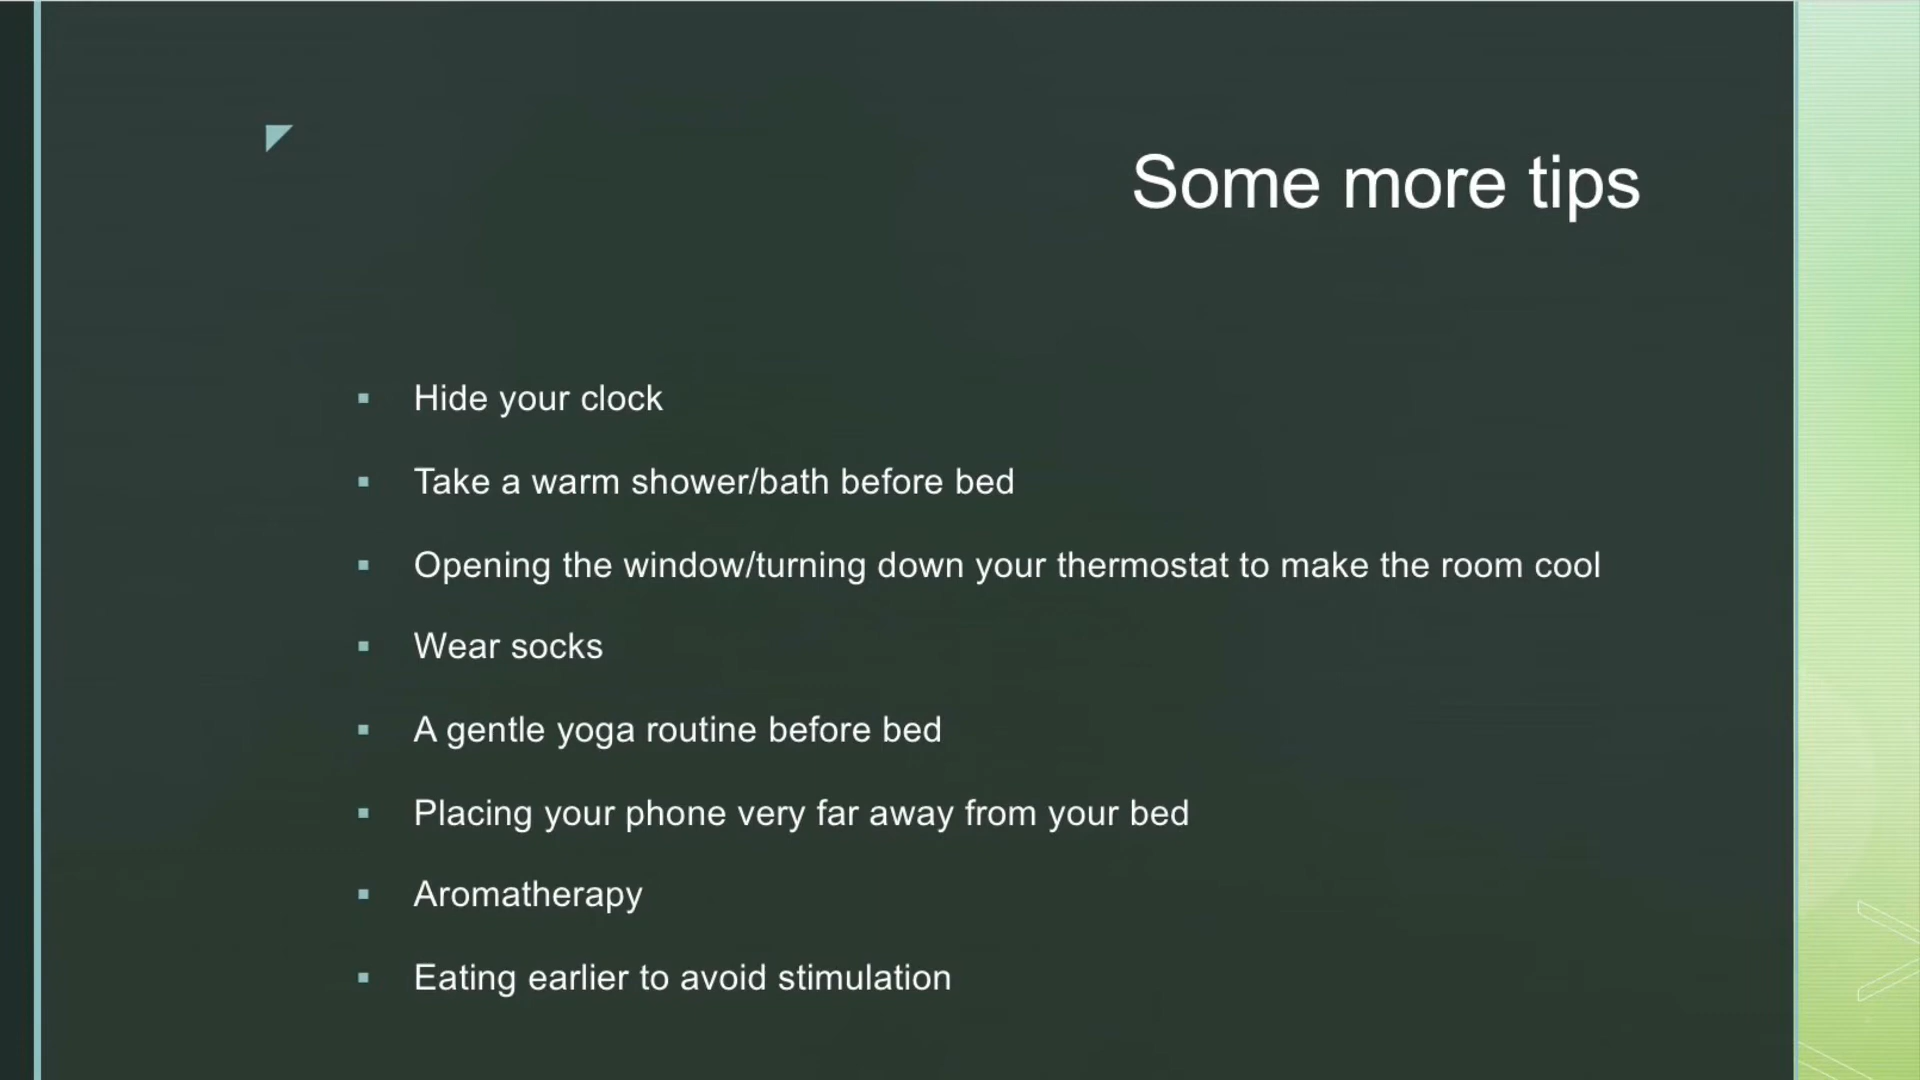 Some more tips
Hide your clock
Take a warm shower/bath before bed
Opening the window/turning down your thermostat to make the room cool
Wear socks
A gentle yoga routine before bed
Placing your phone very far away from your bed
Aromatherapy
Eating earlier to avoid stimulation